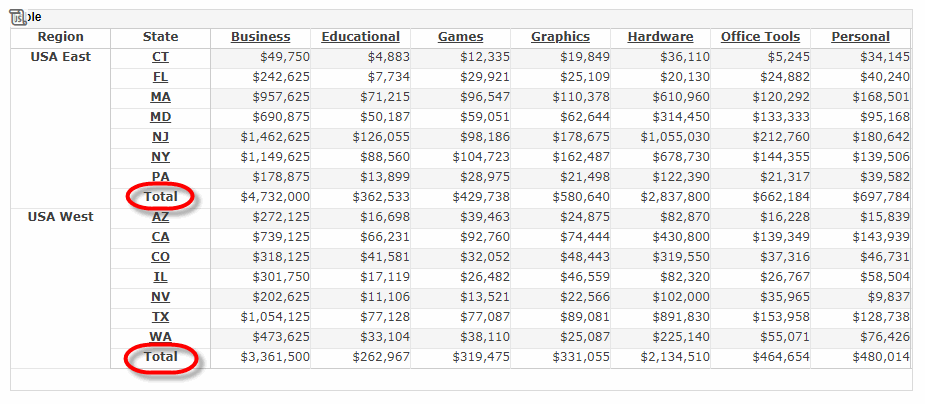 ple
Region State Business Educational Games Graphics Hardware Office Tools Personal
USA East CT $49,750 $4,883 $12,335 $19,849 $36,110 $5,245 $34,145
FL $242,625 $7,734 $29,921 $25,109 $20,130 $24,882 $40,240
MA $957,625 $71,215 $96,547 $110,378 $610,960 $120,292 $168,501
MD $690,875 $50,187 $59,051 $62,644 $314,450 $133,333 $95,168
NJ $1,462,625 $126,055 $98,186 $178,675 $1,055,030 $212,760 $180,642
NY $1,149,625 $88,560 $104,723 $162,487 $678,730 $144,355 $139,506
PA $178,875 $13,899 $28,975 $21,498 $122,390 $21,317 $39,582
Total $4,732,000 $362,533 $429,738 $580,640 $2,837,800 $662,184 $697,784
USA West AZ $272,125 $16,698 $39,463 $24,875 $82,870 $16,228 $15,839
CA $739,125 $66,231 $92,760 $74,444 $430,800 $139,349 $143,939
CO $318,125 $41,581 $32,052 $48,443 $319,550 $37,316 $46,731
IL $301,750 $17,119 $26,482 $46,559 $82,320 $26,767 $58,504
NV $202,625 $11,106 $13,521 $22,566 $102,000 $35,965 $9,837
TX $1,054,125 $77,128 $77,087 $89,081 $891,830 $153,958 $128,738
WA $473,625 $33,104 $38,110 $25,087 $225,140 $55,071 $76,426
Total $3,361,500 $262,967 $319,475 $331,055 $2,134,510 $464,654 $480,014